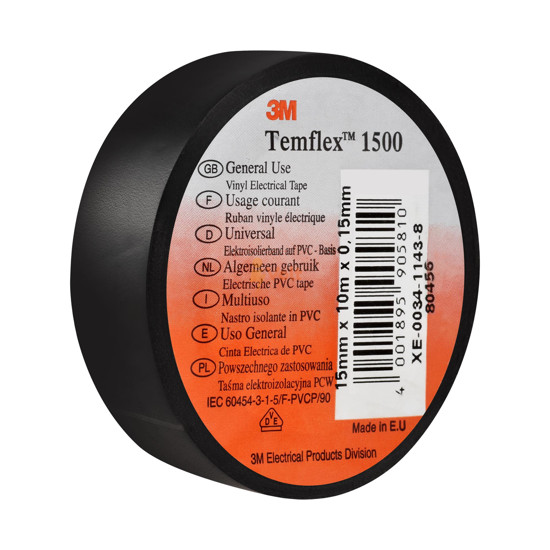 3M
Temflex™ 1500
GB General Use
Vinyl Electrical Tape
F Usage courant
Ruban vinyle électrique
D Universal
Elektroisolierband auf PVC - Basis
NL Algemeen gebruik
Electrische PVC tape
I Multiuso
Nastro isolante in PVC
E Uso General
Cinta Electrica de PVC
PL Powszechnego zastosowania
Taśma elektroizolacyjna PCW
IEC 60454-3-1-5/F-PVCP/90
VDE
15mm x 10m x 0,15mm
4 001895 905810
XE-0034-1143-8
80456
Made in E.U
3M Electrical Products Division